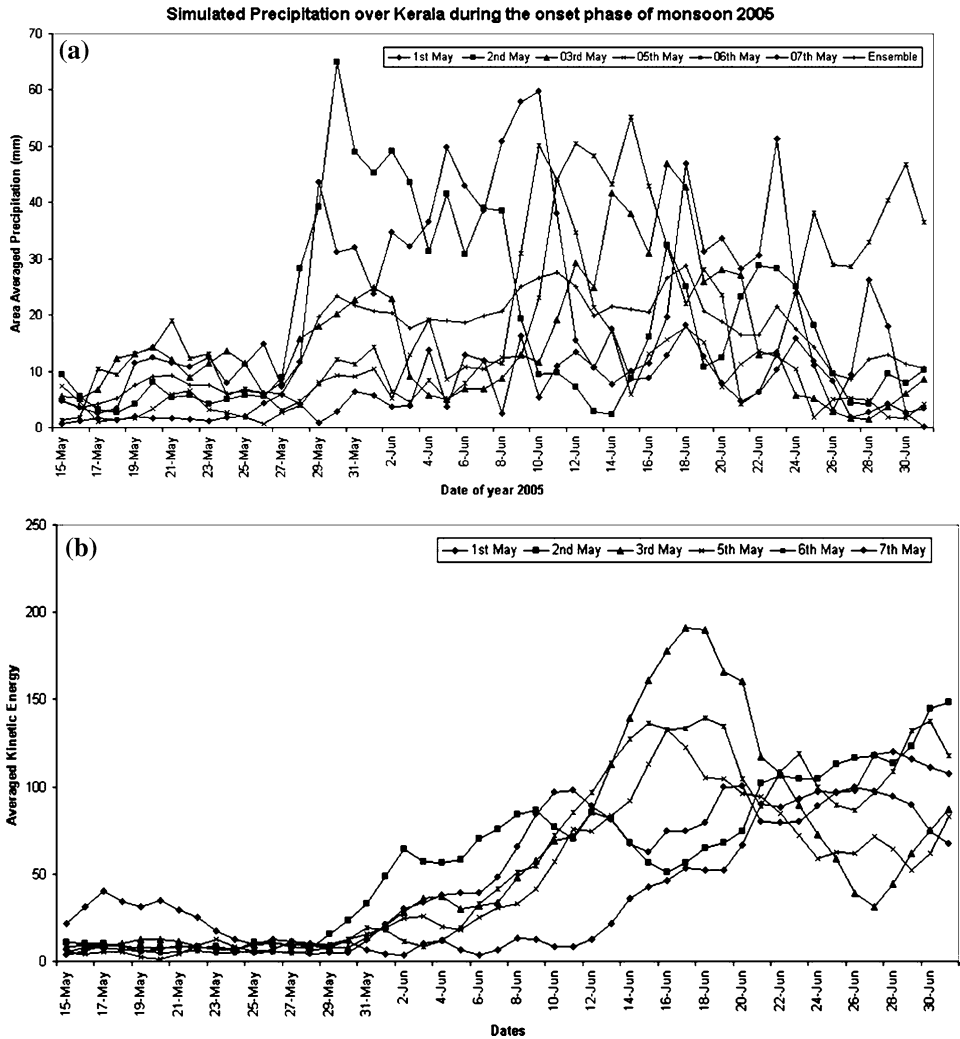 Simulated Precipitation over Kerala during the onset phase of monsoon 2005
(a)
1st May 2nd May 03rd May 05th May 06th May 07th May Ensemble
Area Averaged Precipitation (mm)
70
60
50
40
30
20
10
0
15-May 17-May 19-May 21-May 23-May 25-May 27-May 29-May 31-May 2-Jun 4-Jun 6-Jun 8-Jun 10-Jun 12-Jun 14-Jun 16-Jun 18-Jun 20-Jun 22-Jun 24-Jun 26-Jun 28-Jun 30-Jun
Date of year 2005
(b)
1st May 2nd May 3rd May 5th May 6th May 7th May
Averaged Kinetic Energy
250
200
150
100
50
0
15-May 17-May 19-May 21-May 23-May 25-May 27-May 29-May 31-May 2-Jun 4-Jun 6-Jun 8-Jun 10-Jun 12-Jun 14-Jun 16-Jun 18-Jun 20-Jun 22-Jun 24-Jun 26-Jun 28-Jun 30-Jun
Dates